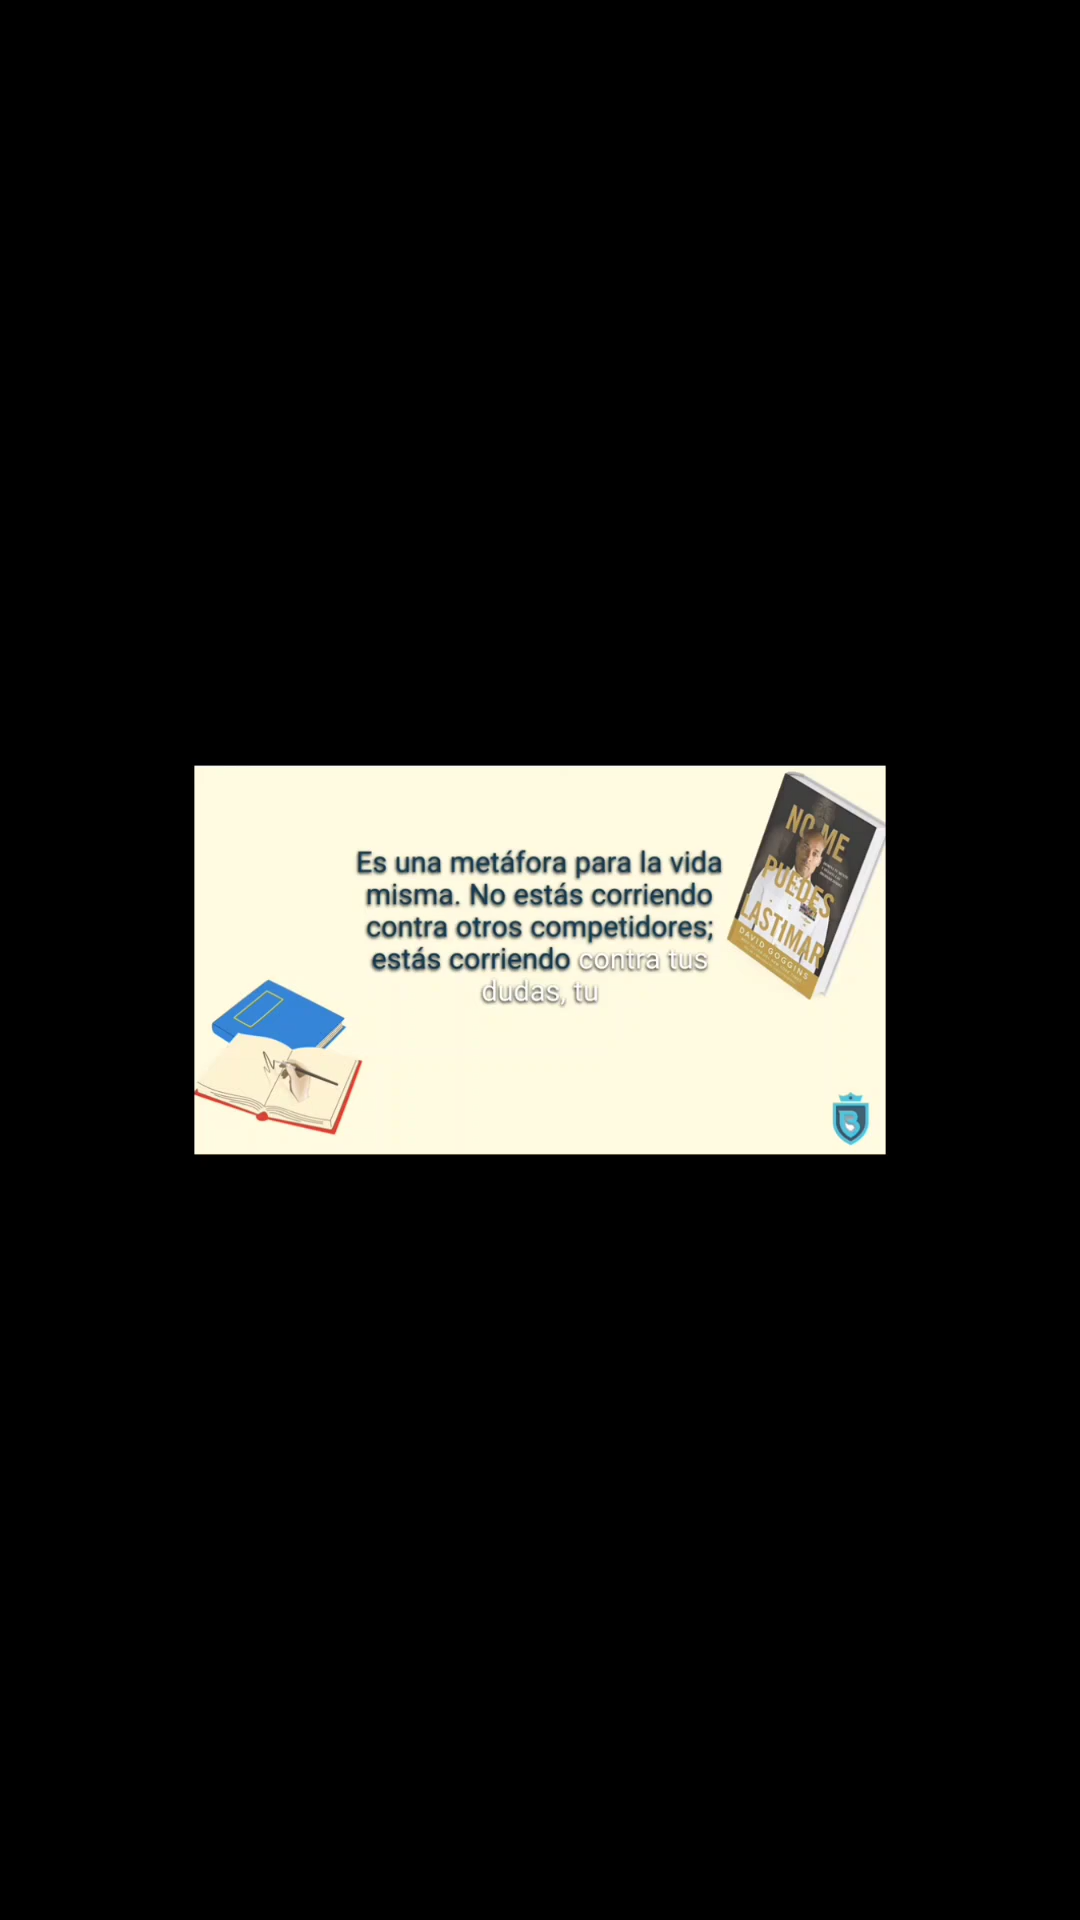 Es una metáfora para la vida
misma. No estás corriendo
contra otros competidores;
estás corriendo contra tus
dudas, tu
NO ME
PUEDES
LASTIMAR
DAVID GOGGINS